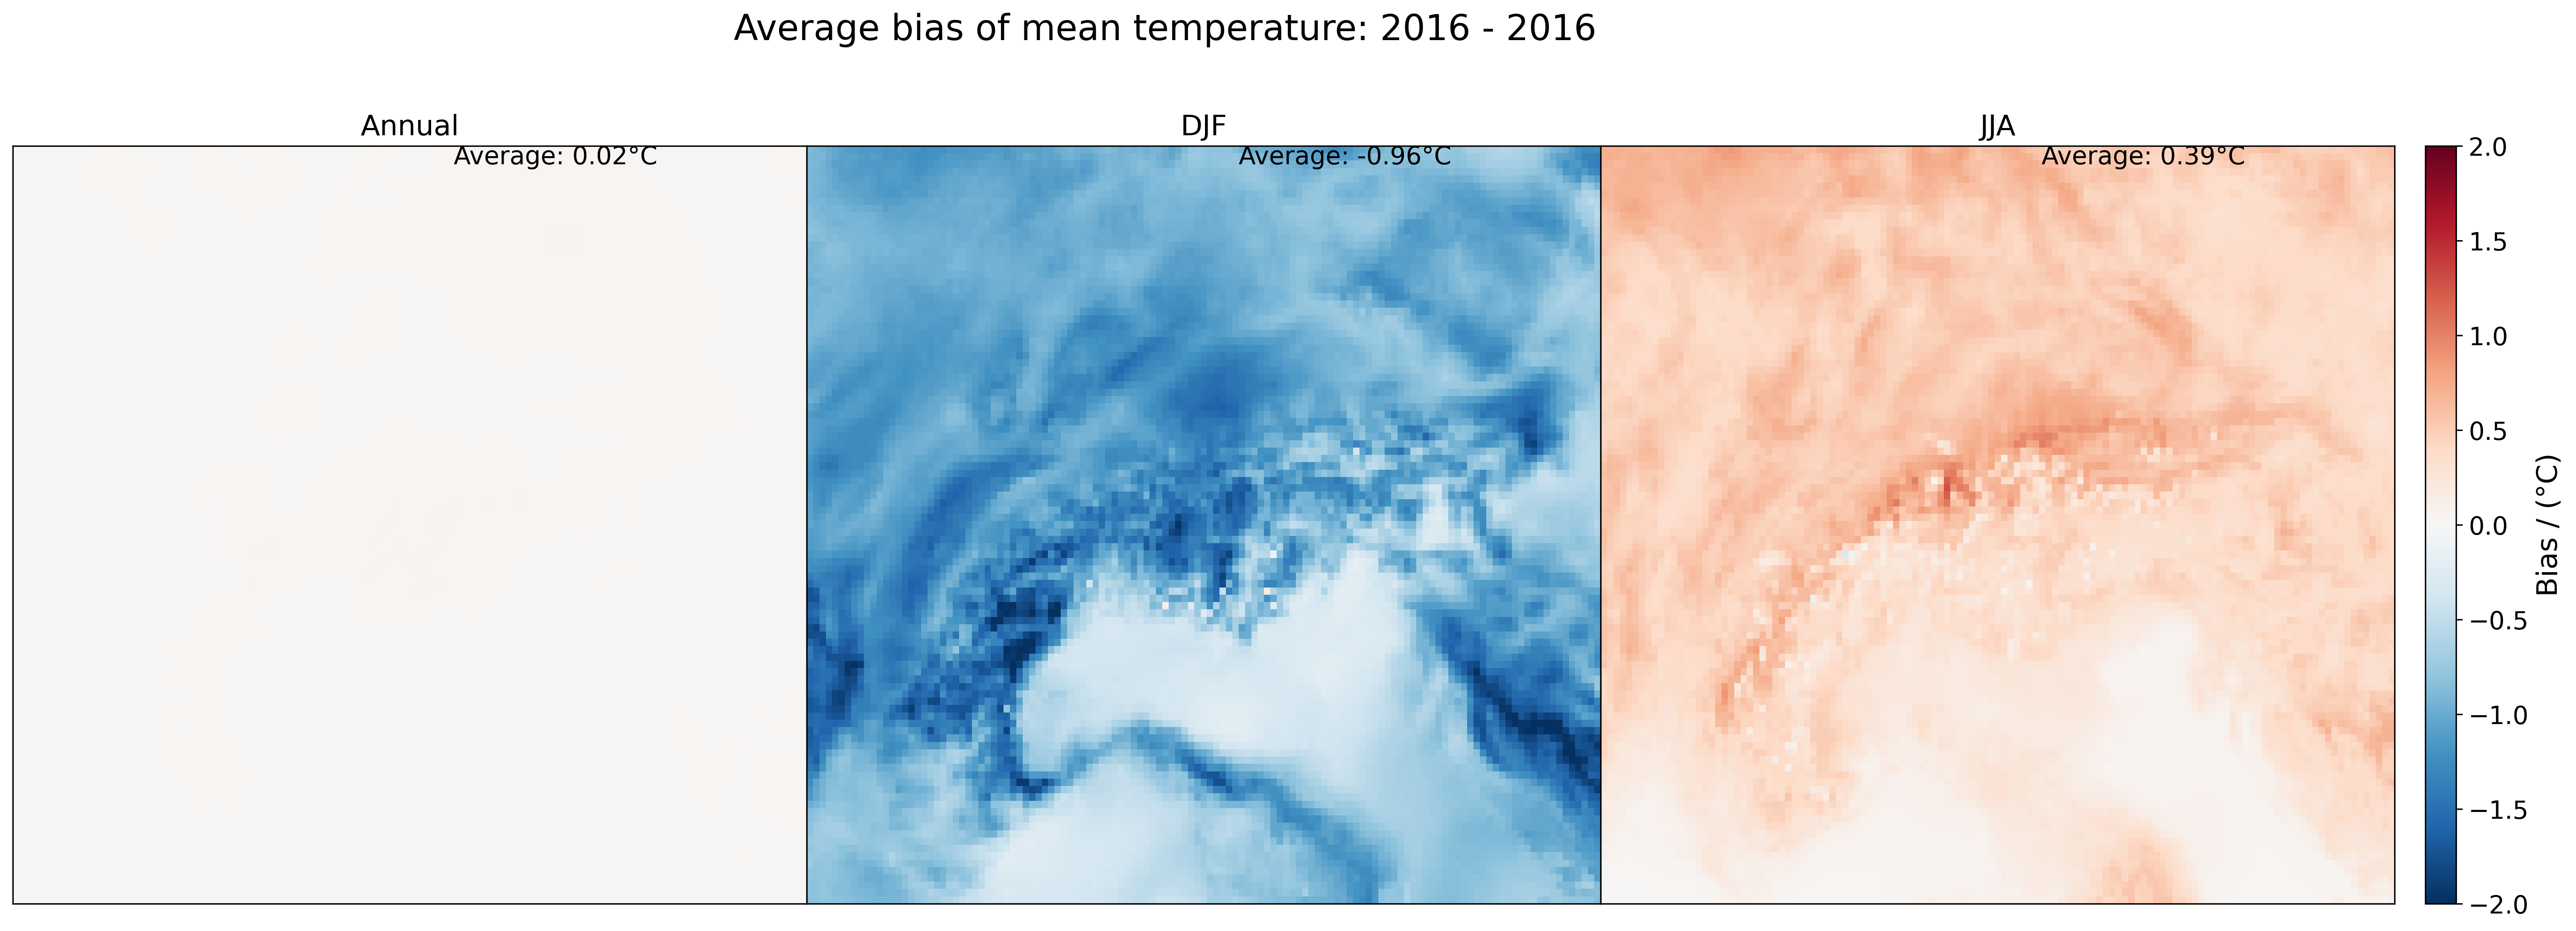 Average bias of mean temperature: 2016 - 2016
Annual
DJF
JJA
Average: 0.02°C
Average: -0.96°C
Average: 0.39°C
2.0
1.5
1.0
0.5
0.0
−0.5
−1.0
−1.5
−2.0
Bias / (°C)